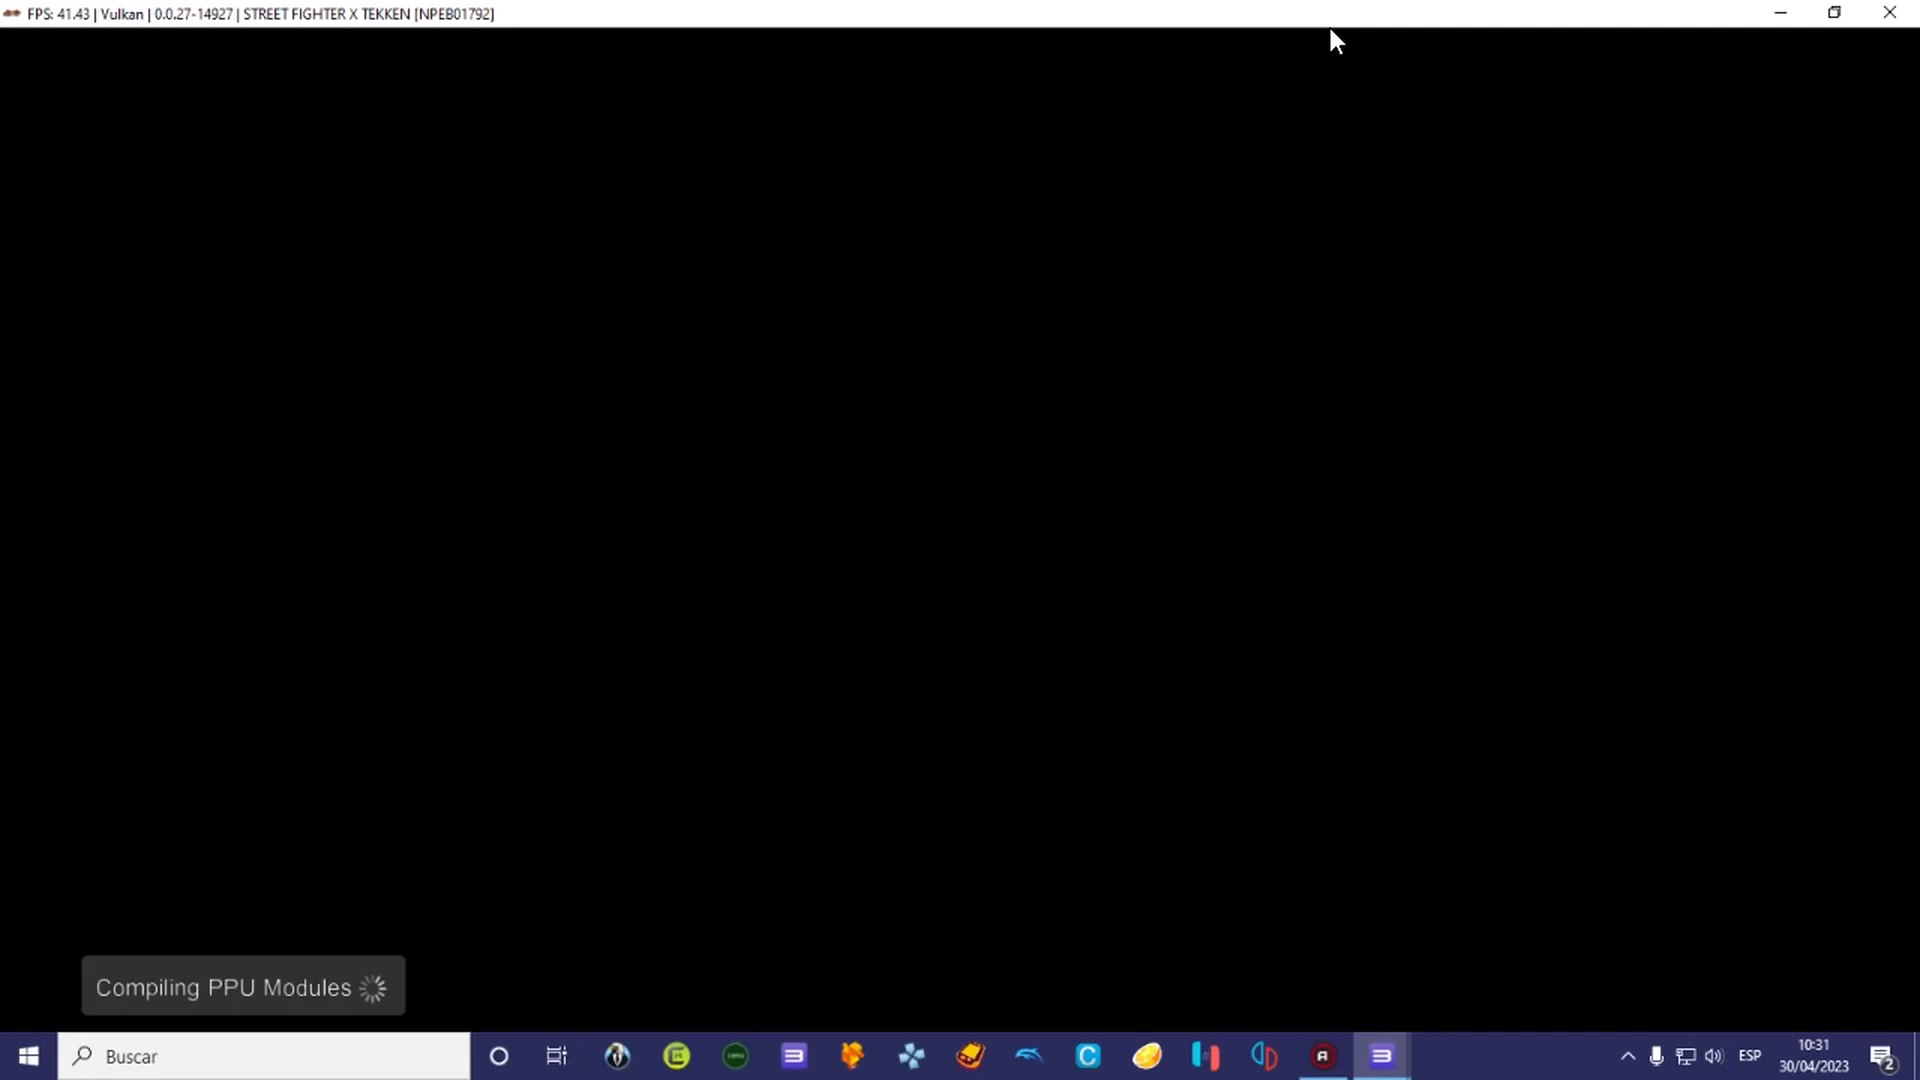 FPS: 41.43 | Vulkan | 0.0.27-14927 | STREET FIGHTER X TEKKEN [NPEB01792]
Compiling PPU Modules
Buscar
ESP
10:31
30/04/2023
2